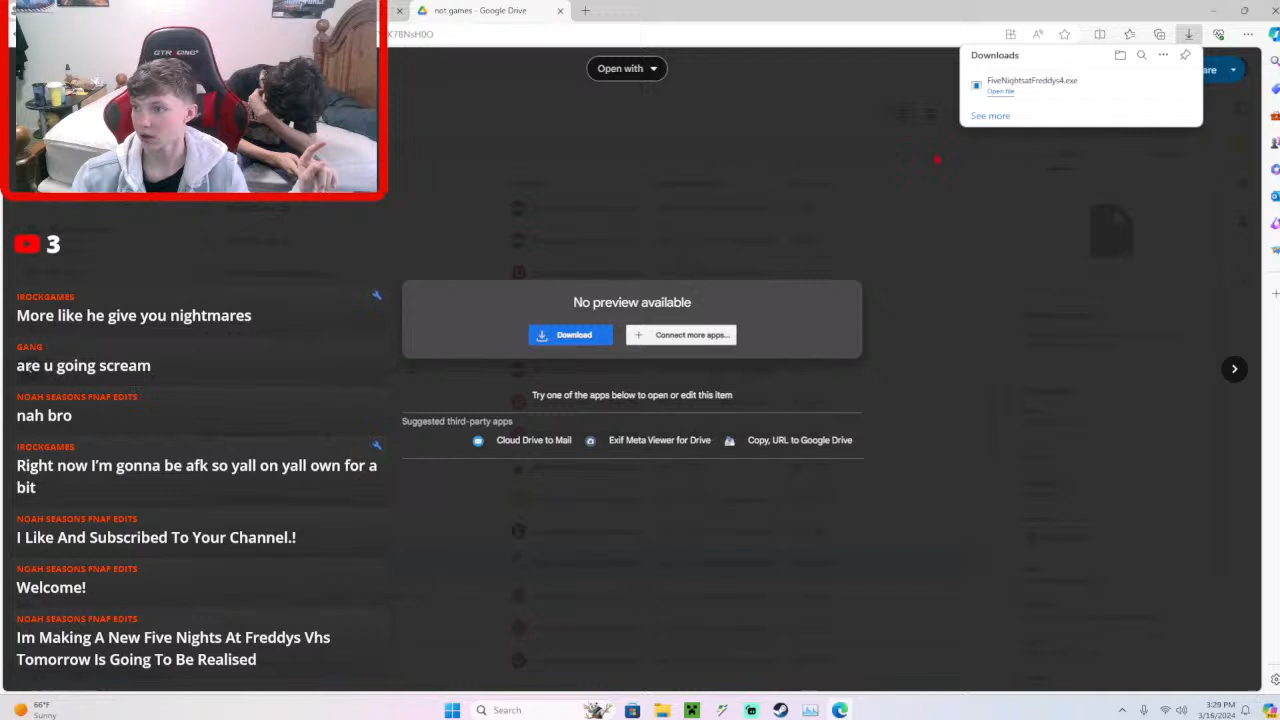 not games - Google Drive
K7BNsH0O
GTRACING
Open with
Downloads
FiveNightsatFreddys4.exe
Open file
See more
are
3
IROCKGAMES
More like he give you nightmares
GANG
are u going scream
NOAH SEASONS FNAF EDITS
nah bro
IROCKGAMES
Right now I'm gonna be afk so yall on yall own for a
bit
NOAH SEASONS FNAF EDITS
I Like And Subscribed To Your Channel.!
NOAH SEASONS FNAF EDITS
Welcome!
NOAH SEASONS FNAF EDITS
Im Making A New Five Nights At Freddys Vhs
Tomorrow Is Going To Be Realised
No preview available
Download
Connect more apps...
Try one of the apps below to open or edit this item
Suggested third-party apps
Cloud Drive to Mail
Exif Meta Viewer for Drive
Copy, URL to Google Drive
66°F
Sunny
Search
3:29 PM
3/16/2024